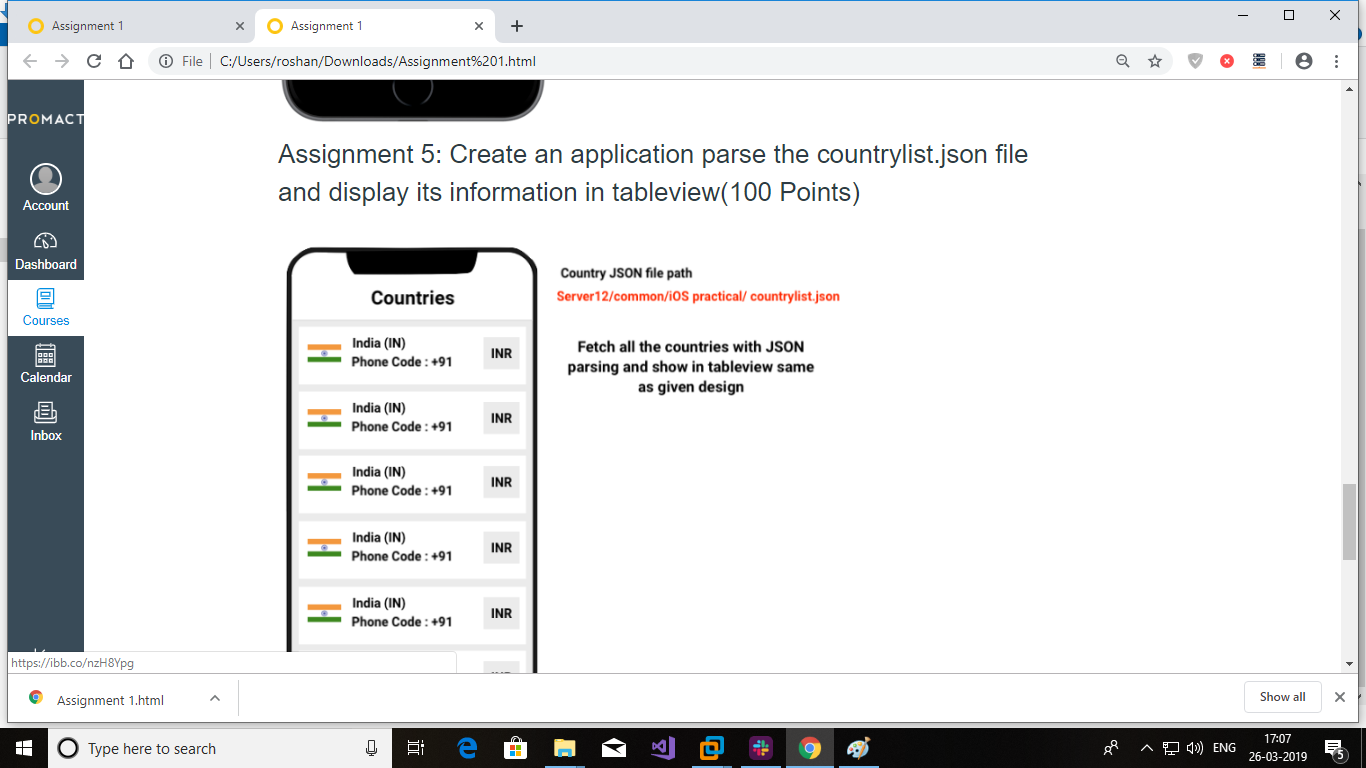 Assignment 1
Assignment 1
File
C:/Users/roshan/Downloads/Assignment%201.html
PROMACT
Account
Dashboard
Courses
Calendar
Inbox
Assignment 5: Create an application parse the countrylist.json file
and display its information in tableview(100 Points)
Countries
India (IN)
Phone Code : +91
INR
India (IN)
Phone Code : +91
INR
India (IN)
Phone Code : +91
INR
India (IN)
Phone Code : +91
INR
India (IN)
Phone Code : +91
INR
Country JSON file path
Server12/common/iOS practical/ countrylist.json
Fetch all the countries with JSON
parsing and show in tableview same
as given design
https://ibb.co/nzH8Ypg
Assignment 1.html
Show all
Type here to search
ENG
17:07
26-03-2019
5